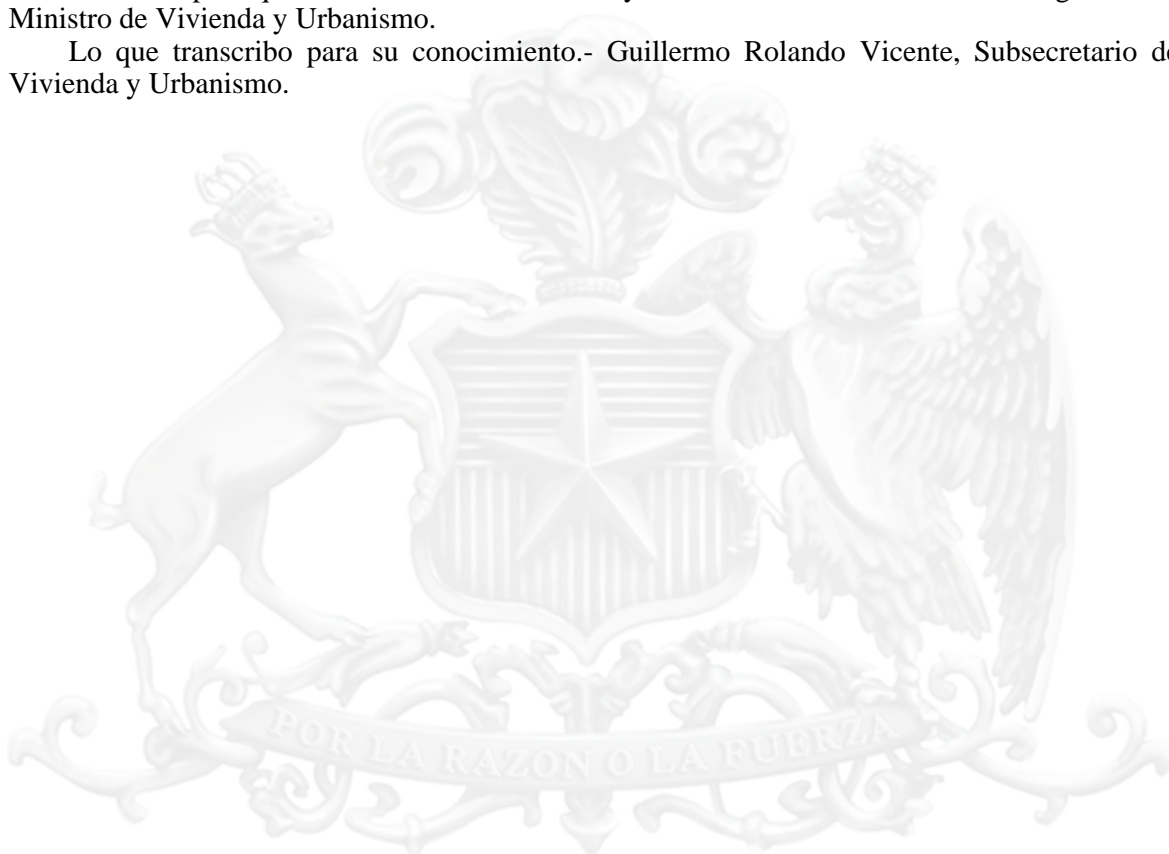 Ministro de Vivienda y Urbanismo.
Lo que transcribo para su conocimiento.- Guillermo Rolando Vicente, Subsecretario de
Vivienda y Urbanismo.
POR LA RAZON O LA FUERZA